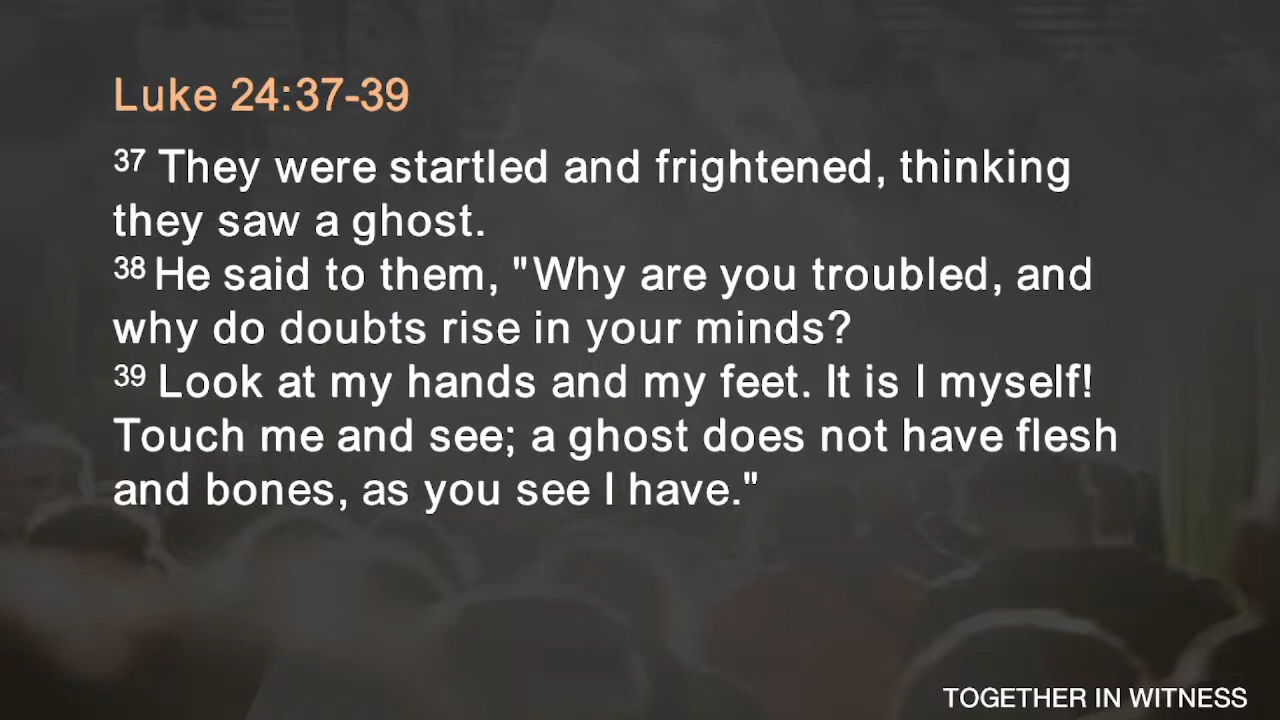 Luke 24:37-39
37 They were startled and frightened, thinking
they saw a ghost.
38 He said to them, "Why are you troubled, and
why do doubts rise in your minds?
39 Look at my hands and my feet. It is I myself!
Touch me and see; a ghost does not have flesh
and bones, as you see I have."
TOGETHER IN WITNESS